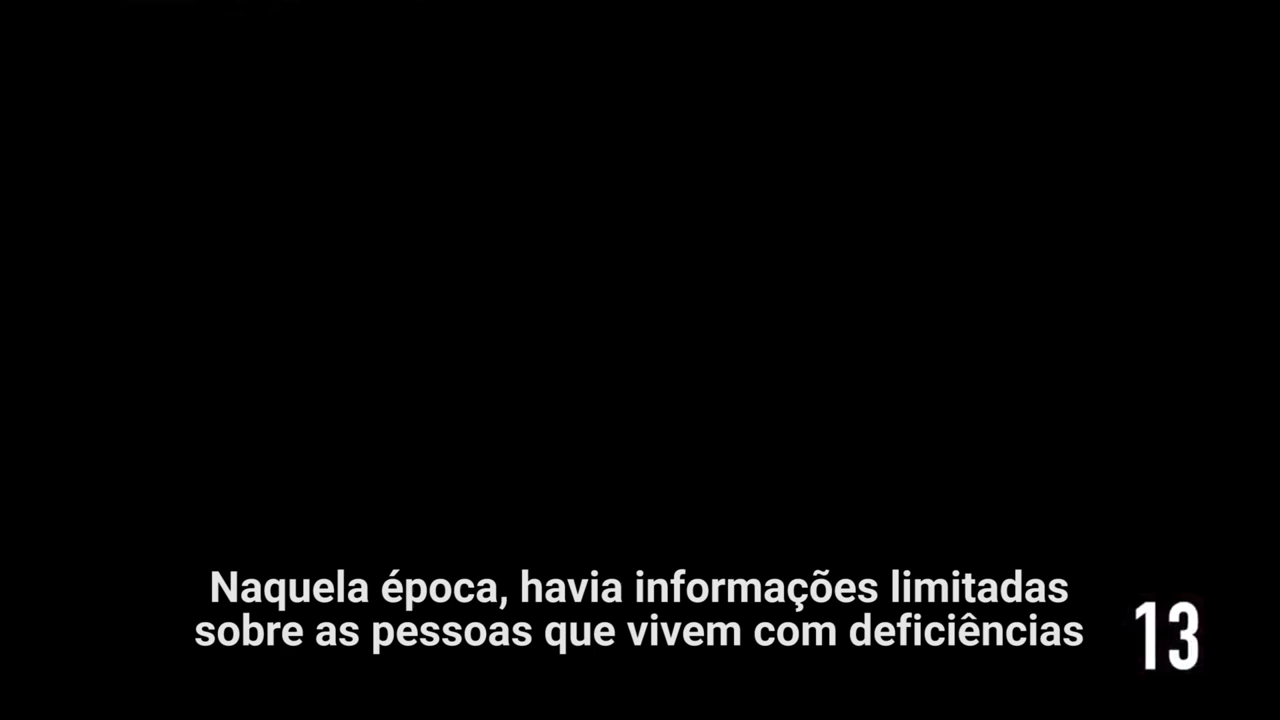 Naquela época, havia informações limitadas
sobre as pessoas que vivem com deficiências
13